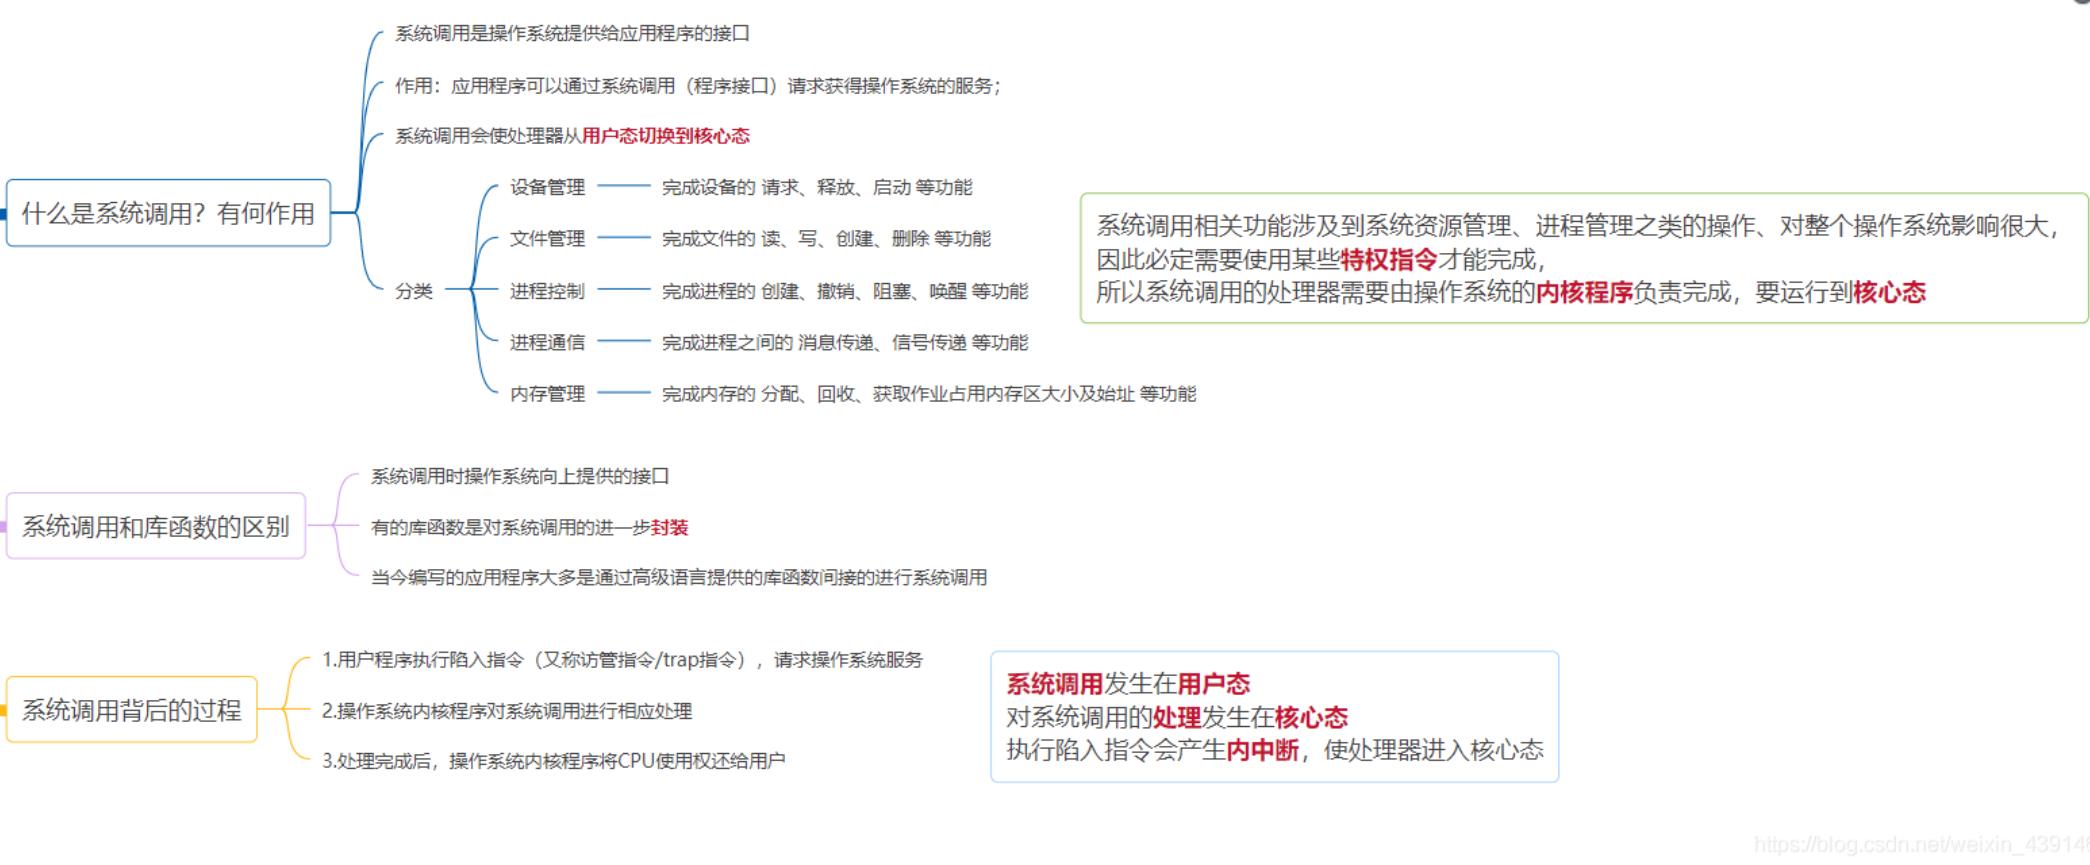 系统调用是操作系统提供给应用程序的接口
作用：应用程序可以通过系统调用（程序接口）请求获得操作系统的服务；
系统调用会使处理器从用户态切换到核心态
什么是系统调用？有何作用
分类
设备管理 完成设备的 请求、释放、启动 等功能
文件管理 完成文件的 读、写、创建、删除 等功能
进程控制 完成进程的 创建、撤销、阻塞、唤醒 等功能
进程通信 完成进程之间的 消息传递、信号传递 等功能
内存管理 完成内存的 分配、回收、获取作业占用内存区大小及始址 等功能
系统调用相关功能涉及到系统资源管理、进程管理之类的操作、对整个操作系统影响很大，
因此必定需要使用某些特权指令才能完成，
所以系统调用的处理器需要由操作系统的内核程序负责完成，要运行到核心态
系统调用和库函数的区别
系统调用时操作系统向上提供的接口
有的库函数是对系统调用的进一步封装
当今编写的应用程序大多是通过高级语言提供的库函数间接的进行系统调用
系统调用背后的过程
1.用户程序执行陷入指令（又称访管指令/trap指令），请求操作系统服务
2.操作系统内核程序对系统调用进行相应处理
3.处理完成后，操作系统内核程序将CPU使用权还给用户
系统调用发生在用户态
对系统调用的处理发生在核心态
执行陷入指令会产生内中断，使处理器进入核心态
https://blog.csdn.net/weixin_439146